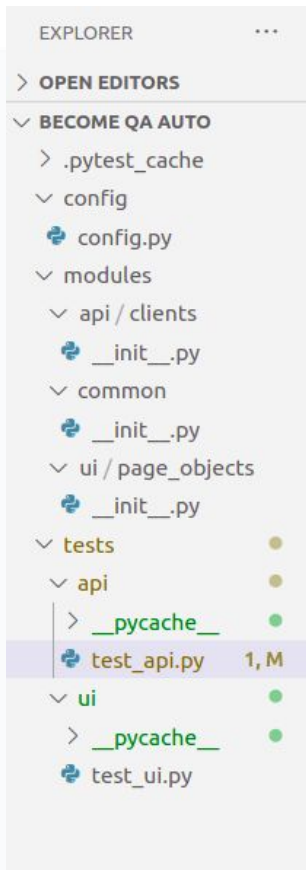 EXPLORER ...
OPEN EDITORS
BECOME QA AUTO
.pytest_cache
config
config.py
modules
api / clients
__init__.py
common
__init__.py
ui / page_objects
__init__.py
tests
api
__pycache__
test_api.py 1, M
ui
__pycache__
test_ui.py